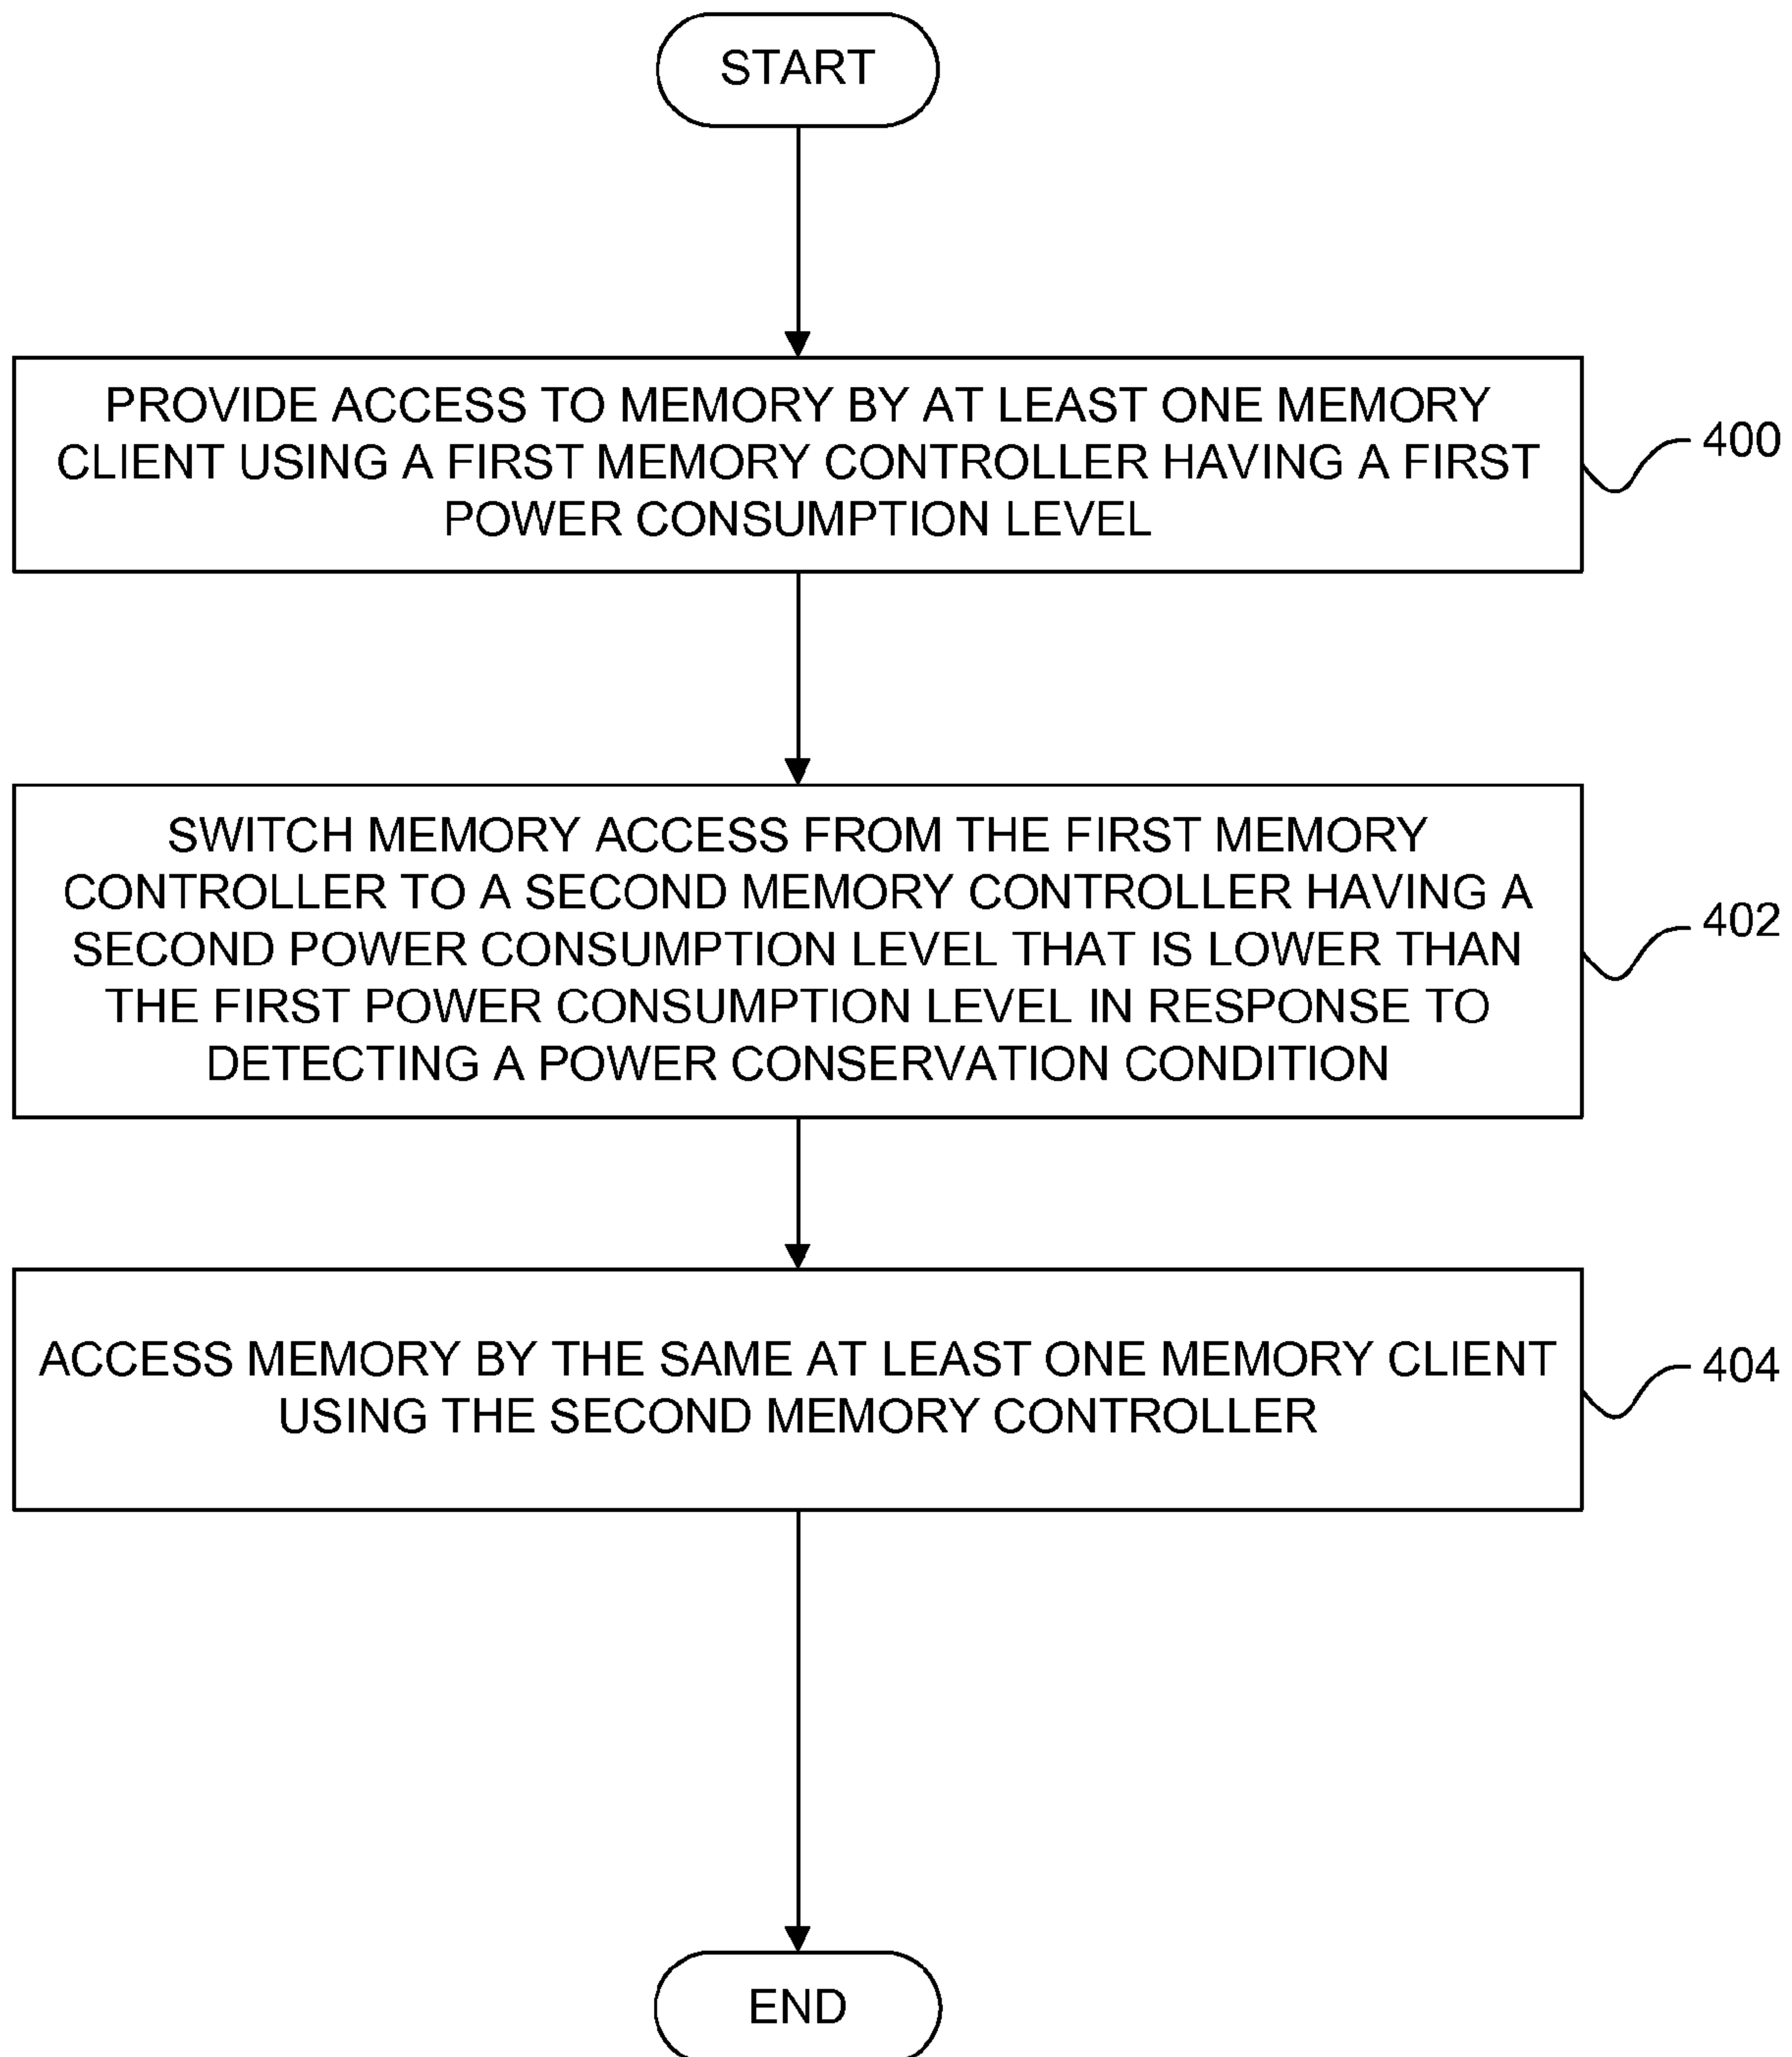 START
PROVIDE ACCESS TO MEMORY BY AT LEAST ONE MEMORY
CLIENT USING A FIRST MEMORY CONTROLLER HAVING A FIRST
POWER CONSUMPTION LEVEL
400
SWITCH MEMORY ACCESS FROM THE FIRST MEMORY
CONTROLLER TO A SECOND MEMORY CONTROLLER HAVING A
SECOND POWER CONSUMPTION LEVEL THAT IS LOWER THAN
THE FIRST POWER CONSUMPTION LEVEL IN RESPONSE TO
DETECTING A POWER CONSERVATION CONDITION
402
ACCESS MEMORY BY THE SAME AT LEAST ONE MEMORY CLIENT
USING THE SECOND MEMORY CONTROLLER
404
END